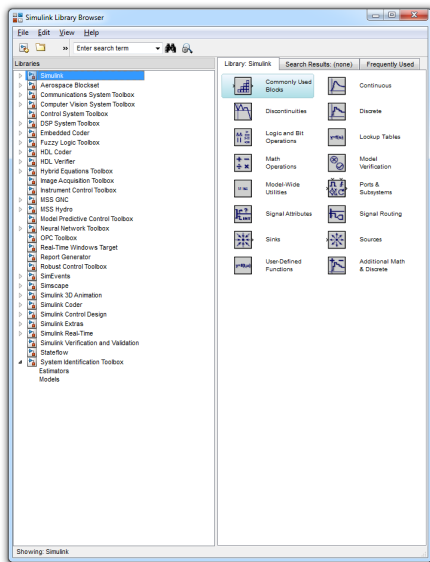 Simulink Library Browser
File Edit View Help
» Enter search term
Libraries
Library: Simulink Search Results: (none) Frequently Used
Simulink
Aerospace Blockset
Communications System Toolbox
Computer Vision System Toolbox
Control System Toolbox
DSP System Toolbox
Embedded Coder
Fuzzy Logic Toolbox
HDL Coder
HDL Verifier
Hybrid Equations Toolbox
Image Acquisition Toolbox
Instrument Control Toolbox
MSS GNC
MSS Hydro
Model Predictive Control Toolbox
Neural Network Toolbox
OPC Toolbox
Real-Time Windows Target
Report Generator
Robust Control Toolbox
SimEvents
Simscape
Simulink 3D Animation
Simulink Coder
Simulink Control Design
Simulink Extras
Simulink Real-Time
Simulink Verification and Validation
Stateflow
System Identification Toolbox
Estimators
Models
Commonly Used
Blocks
Continuous
Discontinuities
Discrete
Logic and Bit
Operations
Lookup Tables
Math
Operations
Model
Verification
Model-Wide
Utilities
Ports &
Subsystems
Signal Attributes
Signal Routing
Sinks
Sources
User-Defined
Functions
Additional Math
& Discrete
Showing: Simulink